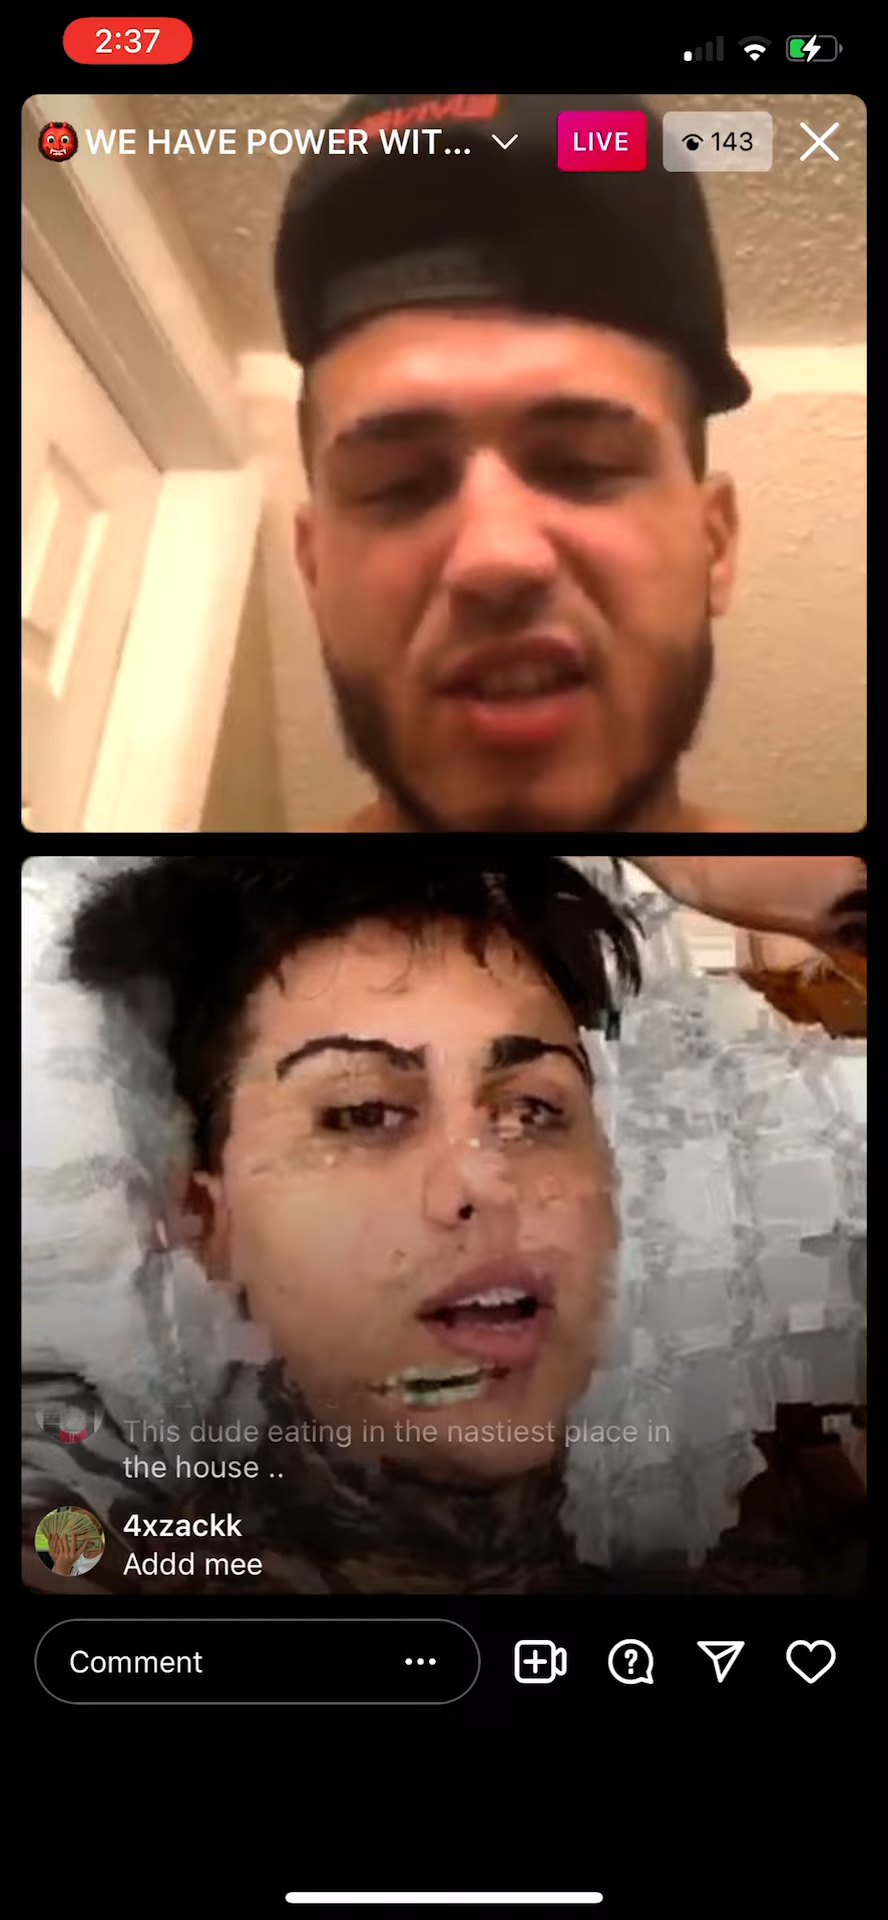 2:37
👹 WE HAVE POWER WIT...
LIVE
143
This dude eating in the nastiest place in
the house ..
4xzackk
Addd mee
Comment